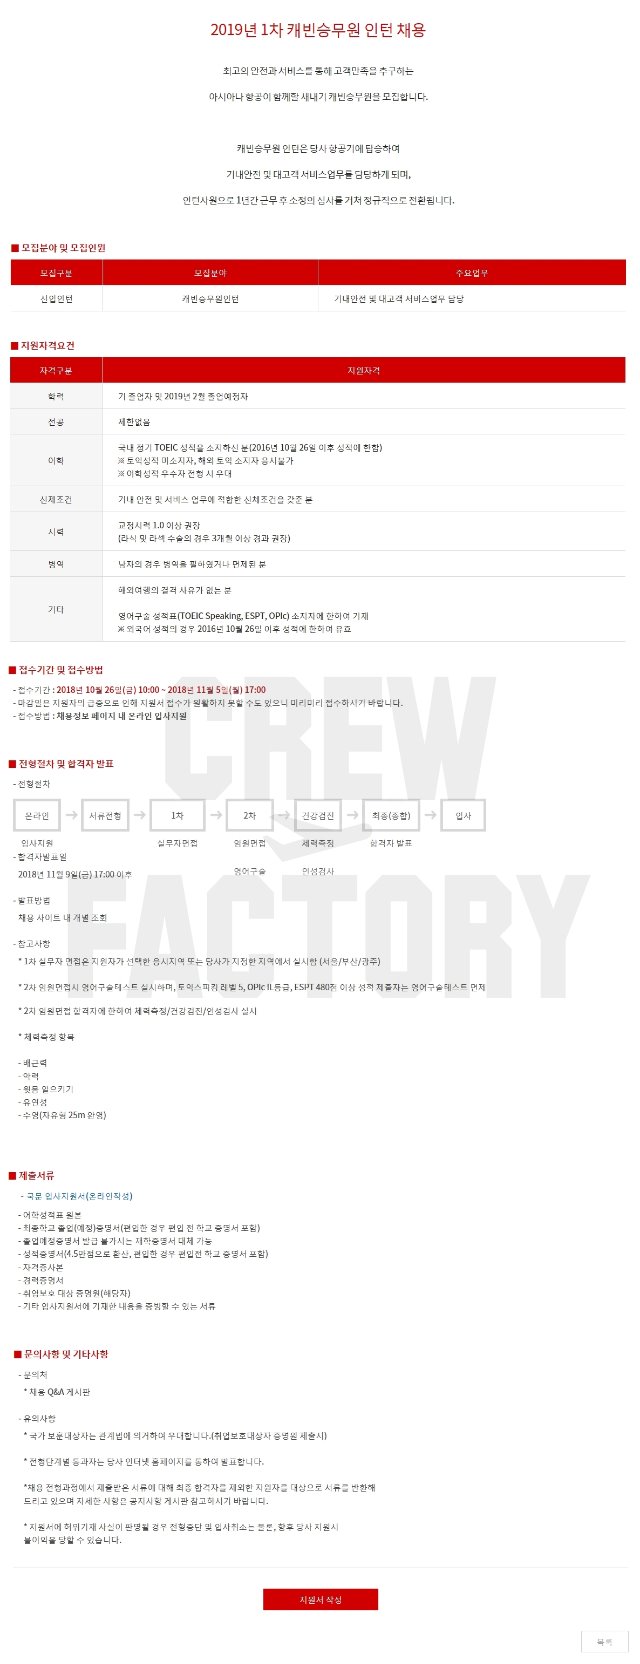 2019년 1차 캐빈승무원 인턴 채용
최고의 안전과 서비스를 통해 고객만족을 추구하는
아시아나 항공이 함께할 새내기 캐빈승무원을 모집합니다.
캐빈승무원 인턴은 당사 항공기에 탑승하여
기내안전 및 대고객 서비스업무를 담당하게 되며,
인턴사원으로 1년간 근무 후 소정의 심사를 거쳐 정규직으로 전환됩니다.
■ 모집분야 및 모집인원
모집구분 모집분야 주요업무
신입인턴 캐빈승무원인턴 기내안전 및 대고객 서비스업무 담당
■ 지원자격요건
자격구분 지원자격
학력 기 졸업자 및 2019년 2월 졸업예정자
전공 제한없음
어학 국내 정기 TOEIC 성적을 소지하신 분(2016년 10월 26일 이후 성적에 한함)
※ 토익성적 미소지자, 해외 토익 소지자 응시불가
※ 어학성적 우수자 전형 시 우대
신체조건 기내 안전 및 서비스 업무에 적합한 신체조건을 갖춘 분
시력 교정시력 1.0 이상 권장
(라식 및 라섹 수술의 경우 3개월 이상 경과 권장)
병역 남자의 경우 병역을 필하였거나 면제된 분
기타 해외여행의 결격 사유가 없는 분
영어구술 성적표(TOEIC Speaking, ESPT, OPIc) 소지자에 한하여 기재
※ 외국어 성적의 경우 2016년 10월 26일 이후 성적에 한하여 유효
■ 접수기간 및 접수방법
- 접수기간 : 2018년 10월 26일(금) 10:00 ~ 2018년 11월 5일(월) 17:00
- 마감일은 지원자의 급증으로 인해 지원서 접수가 원활하지 못할 수도 있으니 미리미리 접수하시기 바랍니다.
- 접수방법 : 채용정보 페이지 내 온라인 입사지원
CREW
FACTORY
■ 전형절차 및 합격자 발표
- 전형절차
온라인 → 서류전형 → 1차 → 2차 → 건강검진 → 최종(종합) → 입사
입사지원 실무자면접 임원면접 체력측정 합격자 발표
영어구술 인성검사
- 합격자발표일
2018년 11월 9일(금) 17:00 이후
- 발표방법
채용 사이트 내 개별 조회
- 참고사항
* 1차 실무자 면접은 지원자가 선택한 응시지역 또는 당사가 지정한 지역에서 실시함 (서울/부산/광주)
* 2차 임원면접시 영어구술테스트 실시하며, 토익스피킹 레벨 5, OPIc IL등급, ESPT 480점 이상 성적 제출자는 영어구술테스트 면제
* 2차 임원면접 합격자에 한하여 체력측정/건강검진/인성검사 실시
* 체력측정 항목
- 배근력
- 악력
- 윗몸 일으키기
- 유연성
- 수영(자유형 25m 완영)
■ 제출서류
- 국문 입사지원서(온라인작성)
- 어학성적표 원본
- 최종학교 졸업(예정)증명서(편입한 경우 편입 전 학교 증명서 포함)
- 졸업예정증명서 발급 불가시는 재학증명서 대체 가능
- 성적증명서(4.5만점으로 환산, 편입한 경우 편입전 학교 증명서 포함)
- 자격증사본
- 경력증명서
- 취업보호 대상 증명원(해당자)
- 기타 입사지원서에 기재한 내용을 증빙할 수 있는 서류
■ 문의사항 및 기타사항
- 문의처
* 채용 Q&A 게시판
- 유의사항
* 국가 보훈대상자는 관계법에 의거하여 우대합니다.(취업보호대상자 증명원 제출시)
* 전형단계별 통과자는 당사 인터넷 홈페이지를 통하여 발표합니다.
*채용 전형과정에서 제출받은 서류에 대해 최종 합격자를 제외한 지원자를 대상으로 서류를 반환해
드리고 있으며 자세한 사항은 공지사항 게시판 참고하시기 바랍니다.
* 지원서에 허위기재 사실이 판명될 경우 전형중단 및 입사취소는 물론, 향후 당사 지원시
불이익을 당할 수 있습니다.
지원서 작성
목록